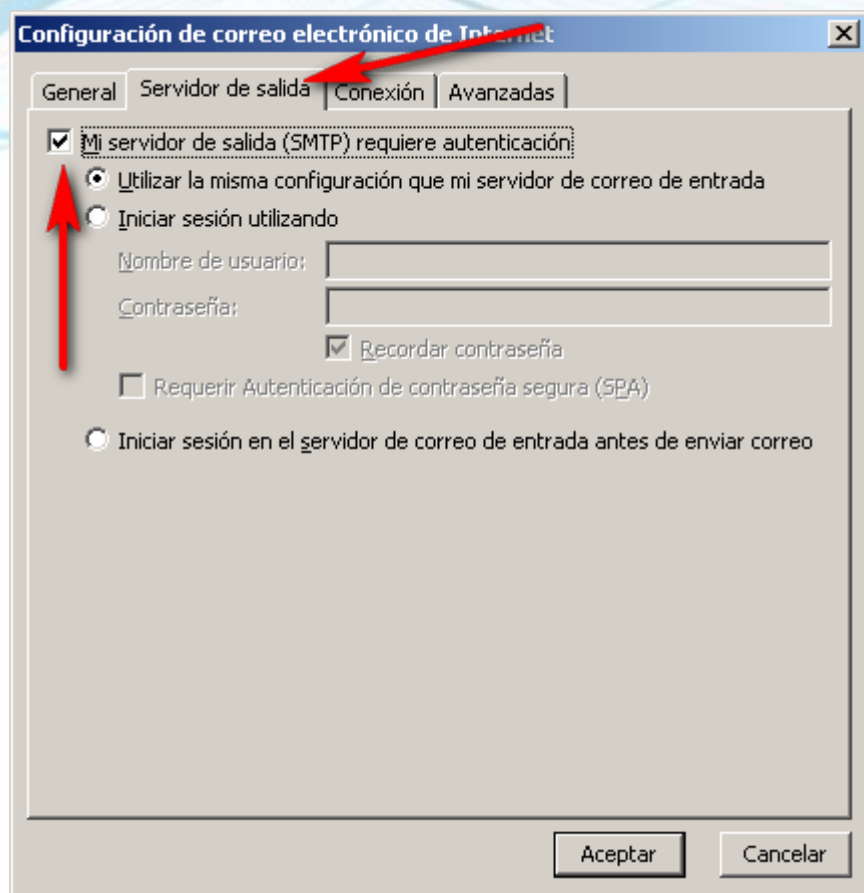 Configuración de correo electrónico de Internet
General Servidor de salida Conexión Avanzadas
Mi servidor de salida (SMTP) requiere autenticación
Utilizar la misma configuración que mi servidor de correo de entrada
Iniciar sesión utilizando
Nombre de usuario:
Contraseña:
Recordar contraseña
Requerir Autenticación de contraseña segura (SPA)
Iniciar sesión en el servidor de correo de entrada antes de enviar correo
Aceptar Cancelar